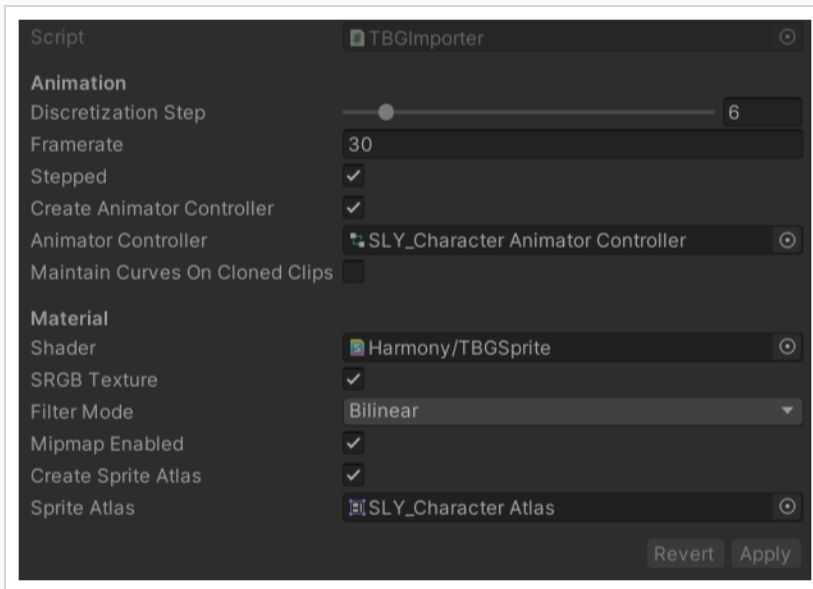 Script TBGImporter
Animation
Discretization Step 6
Framerate 30
Stepped
Create Animator Controller
Animator Controller SLY_Character Animator Controller
Maintain Curves On Cloned Clips
Material
Shader Harmony/TBGSprite
SRGB Texture
Filter Mode Bilinear
Mipmap Enabled
Create Sprite Atlas
Sprite Atlas SLY_Character Atlas
Revert Apply